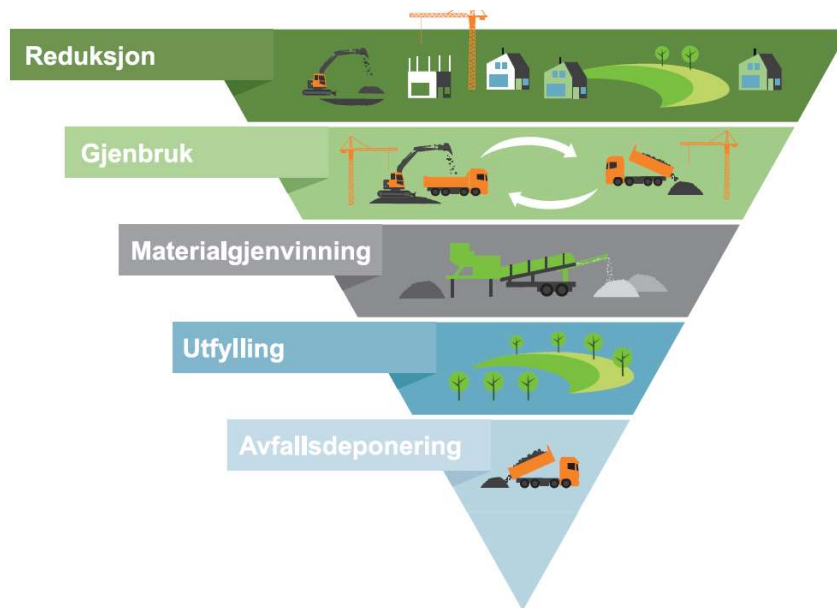 Reduksjon
Gjenbruk
Materialgjenvinning
Utfylling
Avfallsdeponering